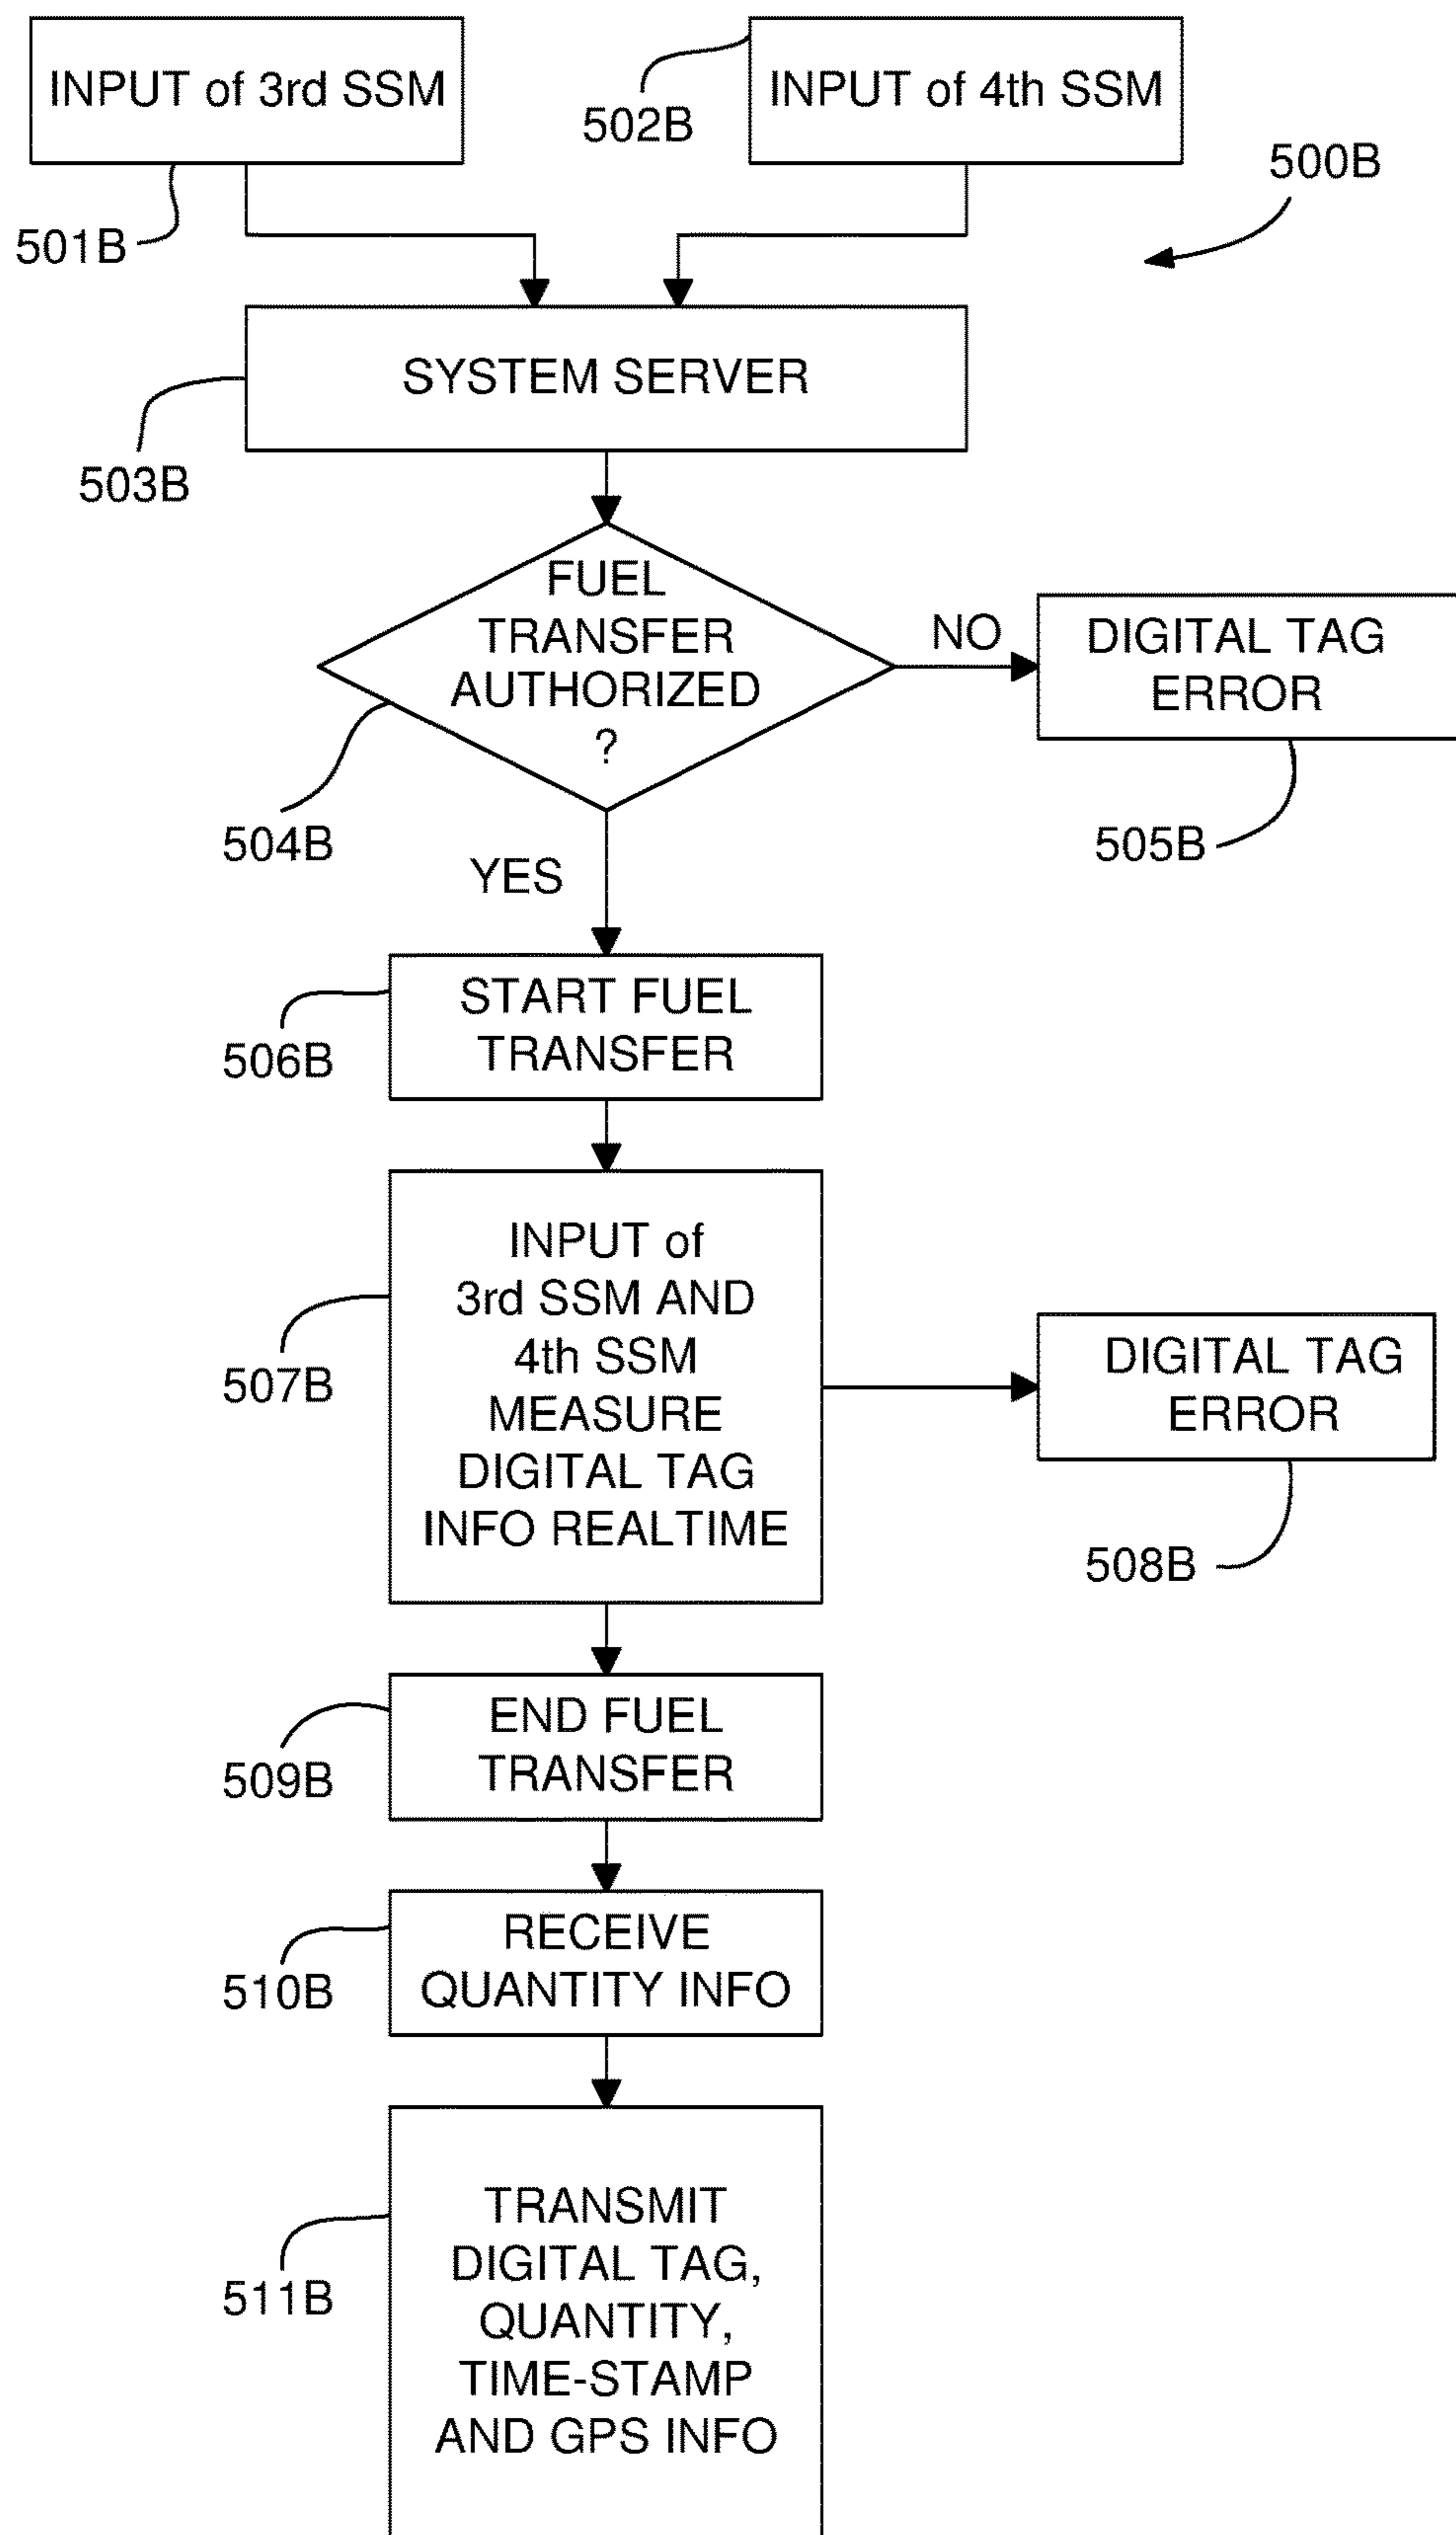 INPUT of 3rd SSM
INPUT of 4th SSM
502B
500B
501B
SYSTEM SERVER
503B
FUEL
TRANSFER
AUTHORIZED
?
NO
DIGITAL TAG
ERROR
504B
505B
YES
START FUEL
TRANSFER
506B
INPUT of
3rd SSM AND
4th SSM
MEASURE
DIGITAL TAG
INFO REALTIME
507B
DIGITAL TAG
ERROR
508B
END FUEL
TRANSFER
509B
RECEIVE
QUANTITY INFO
510B
TRANSMIT
DIGITAL TAG,
QUANTITY,
TIME-STAMP
AND GPS INFO
511B